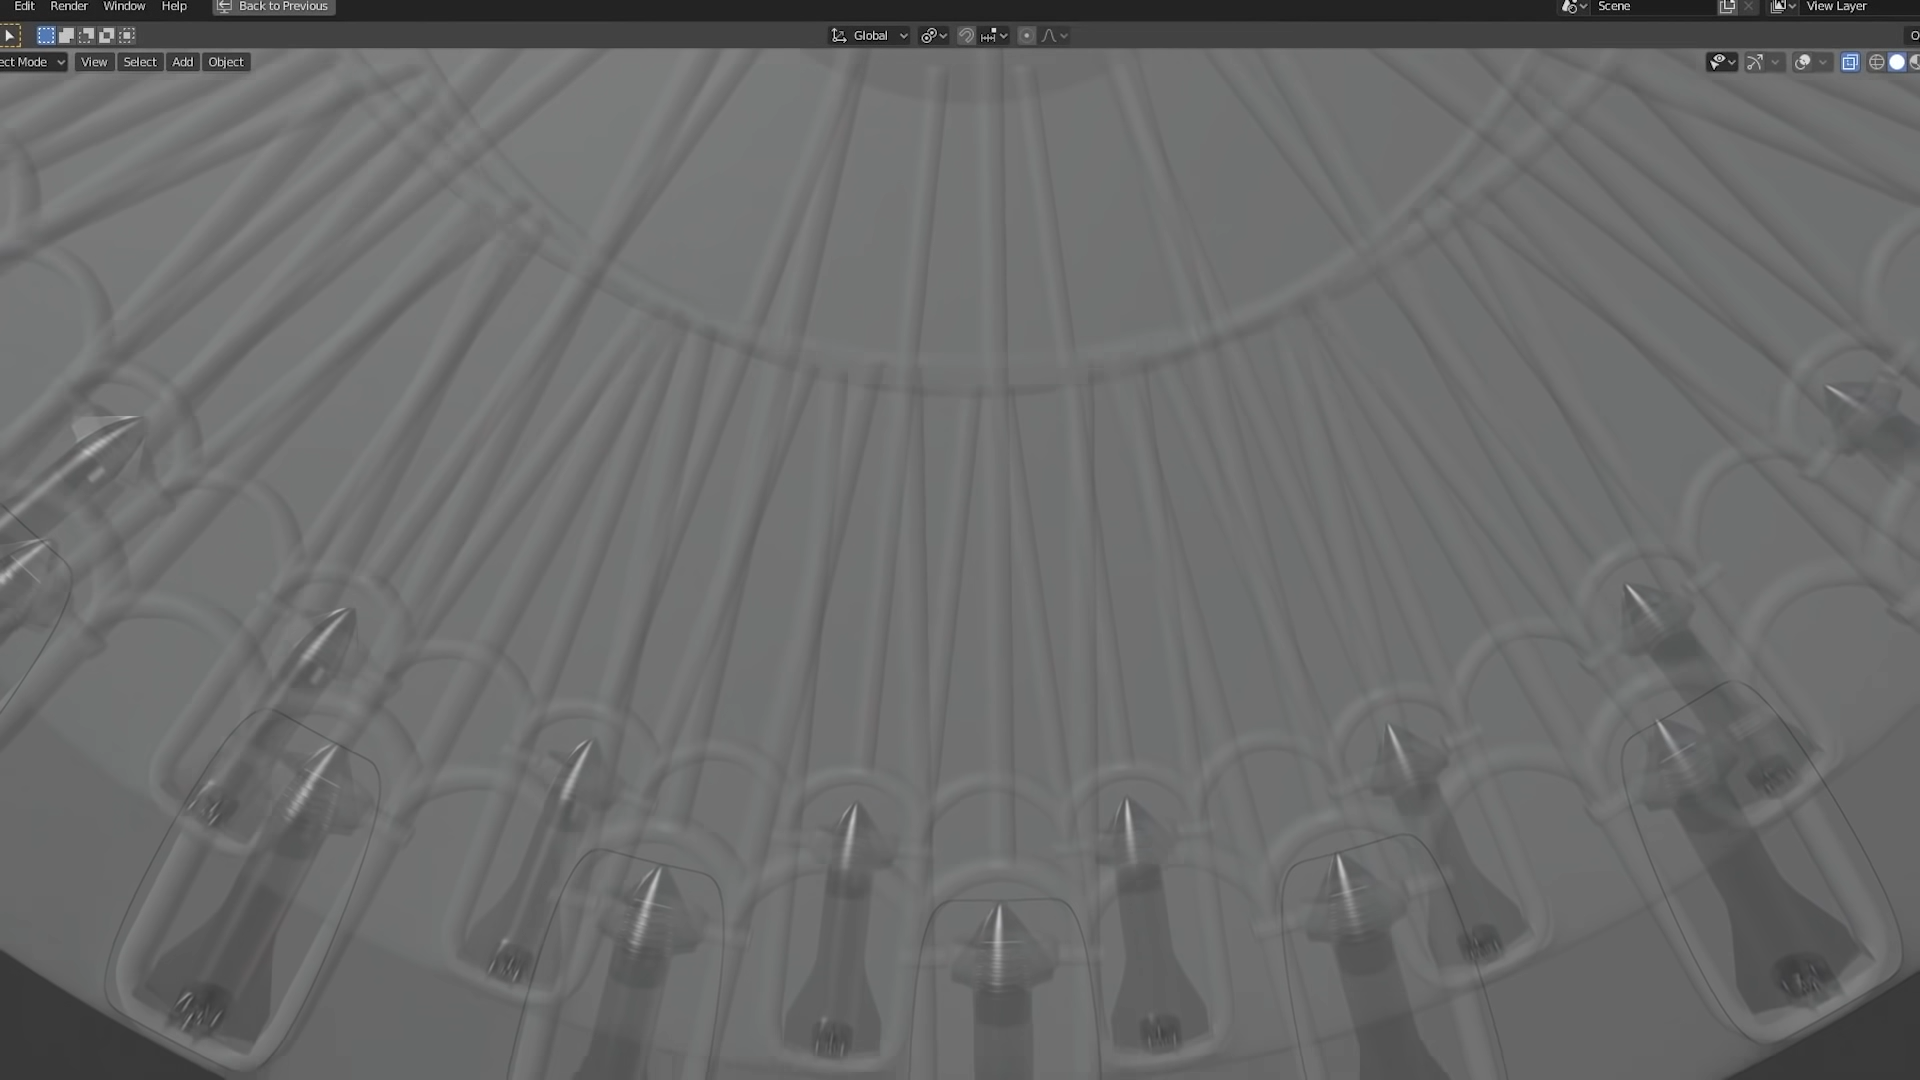 Edit Render Window Help Back to Previous Scene View Layer
Global
ect Mode View Select Add Object